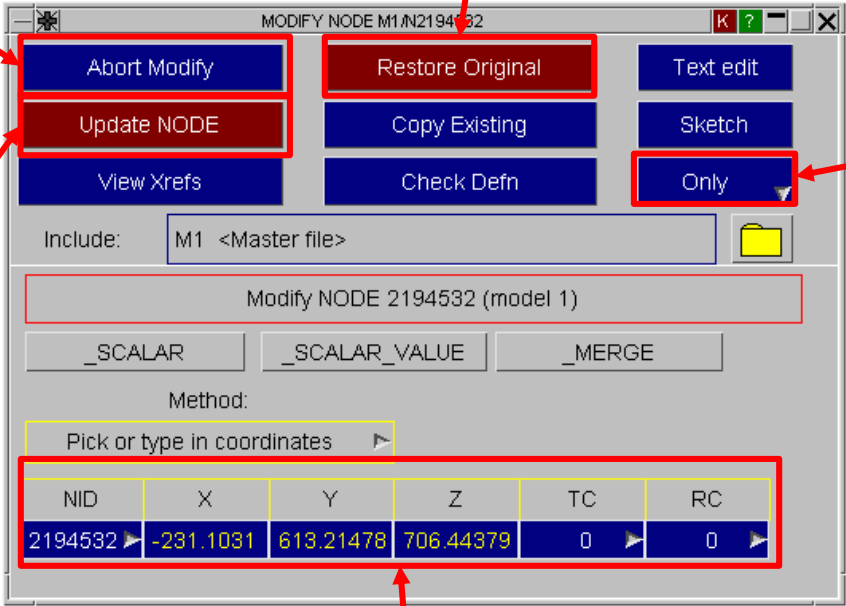 MODIFY NODE M1/N2194532
K ?
Abort Modify Restore Original Text edit
Update NODE Copy Existing Sketch
View Xrefs Check Defn Only
Include: M1 <Master file>
Modify NODE 2194532 (model 1)
_SCALAR _SCALAR_VALUE _MERGE
Method:
Pick or type in coordinates
NID X Y Z TC RC
2194532 -231.1031 613.21478 706.44379 0 0